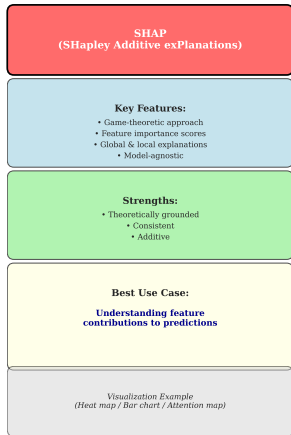 SHAP
(SHapley Additive exPlanations)
Key Features:
• Game-theoretic approach
• Feature importance scores
• Global & local explanations
• Model-agnostic
Strengths:
• Theoretically grounded
• Consistent
• Additive
Best Use Case:
Understanding feature
contributions to predictions
Visualization Example
(Heat map / Bar chart / Attention map)